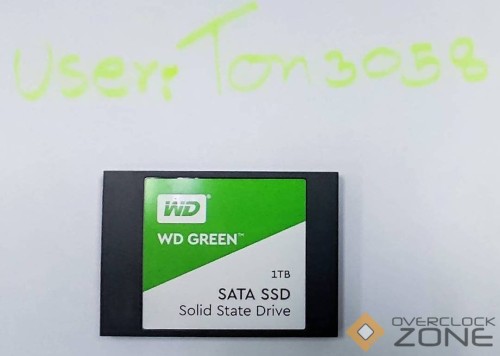 User: Ton3058
WD
WD GREEN™
1TB
SATA SSD
Solid State Drive
OVERCLOCK
ZONE